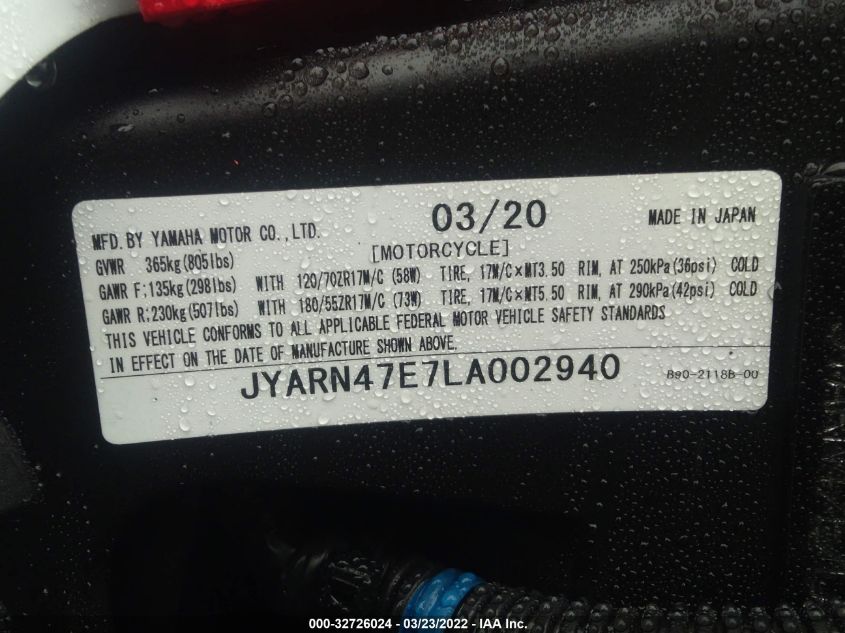 03/20
MFD. BY YAMAHA MOTOR CO., LTD. MADE IN JAPAN
[MOTORCYCLE]
GVWR 365kg(805lbs)
GAWR F:135kg(298lbs) WITH 120/70ZR17M/C (58W) TIRE, 17M/C×MT3.50 RIM, AT 250kPa(36psi) COLD
GAWR R:230kg(507lbs) WITH 180/55ZR17M/C (73W) TIRE, 17M/C×MT5.50 RIM, AT 290kPa(42psi) COLD
THIS VEHICLE CONFORMS TO ALL APPLICABLE FEDERAL MOTOR VEHICLE SAFETY STANDARDS
IN EFFECT ON THE DATE OF MANUFACTURE SHOWN ABOVE.
JYARN47E7LA002940 B90-2118B-00
000-32726024 - 03/23/2022 - IAA Inc.